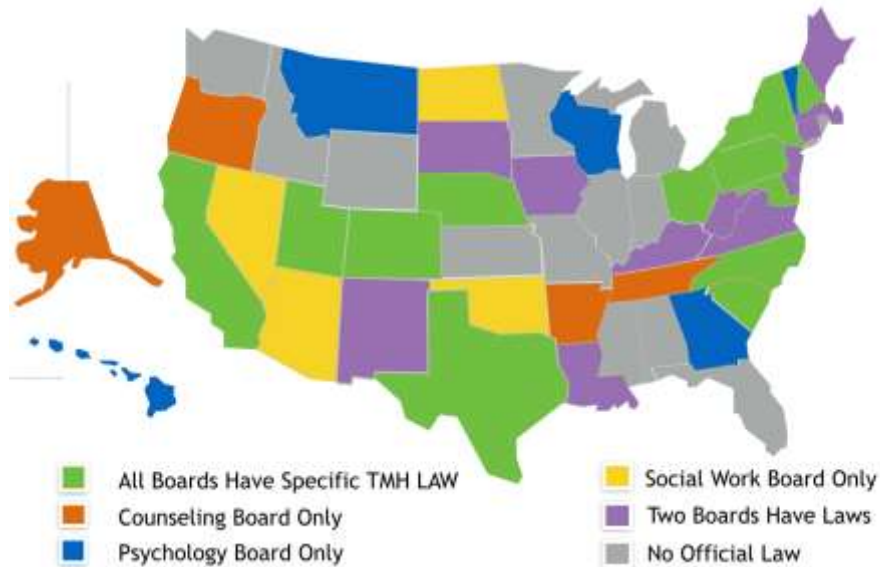 All Boards Have Specific TMH LAW
Counseling Board Only
Psychology Board Only
Social Work Board Only
Two Boards Have Laws
No Official Law